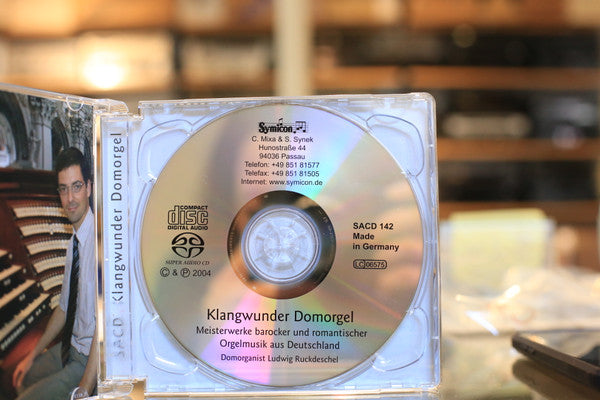 Symicon
C. Mixa & S. Synek
Hunostraße 44
94036 Passau
Telefon: +49 851 81577
Telefax: +49 851 81505
Internet: www.symicon.de
COMPACT
disc
DIGITAL AUDIO
SUPER AUDIO CD
© & ℗ 2004
SACD 142
Made
in Germany
LC 06575
Klangwunder Domorgel
Meisterwerke barocker und romantischer
Orgelmusik aus Deutschland
Domorganist Ludwig Ruckdeschel
SACD Klangwunder Domorgel